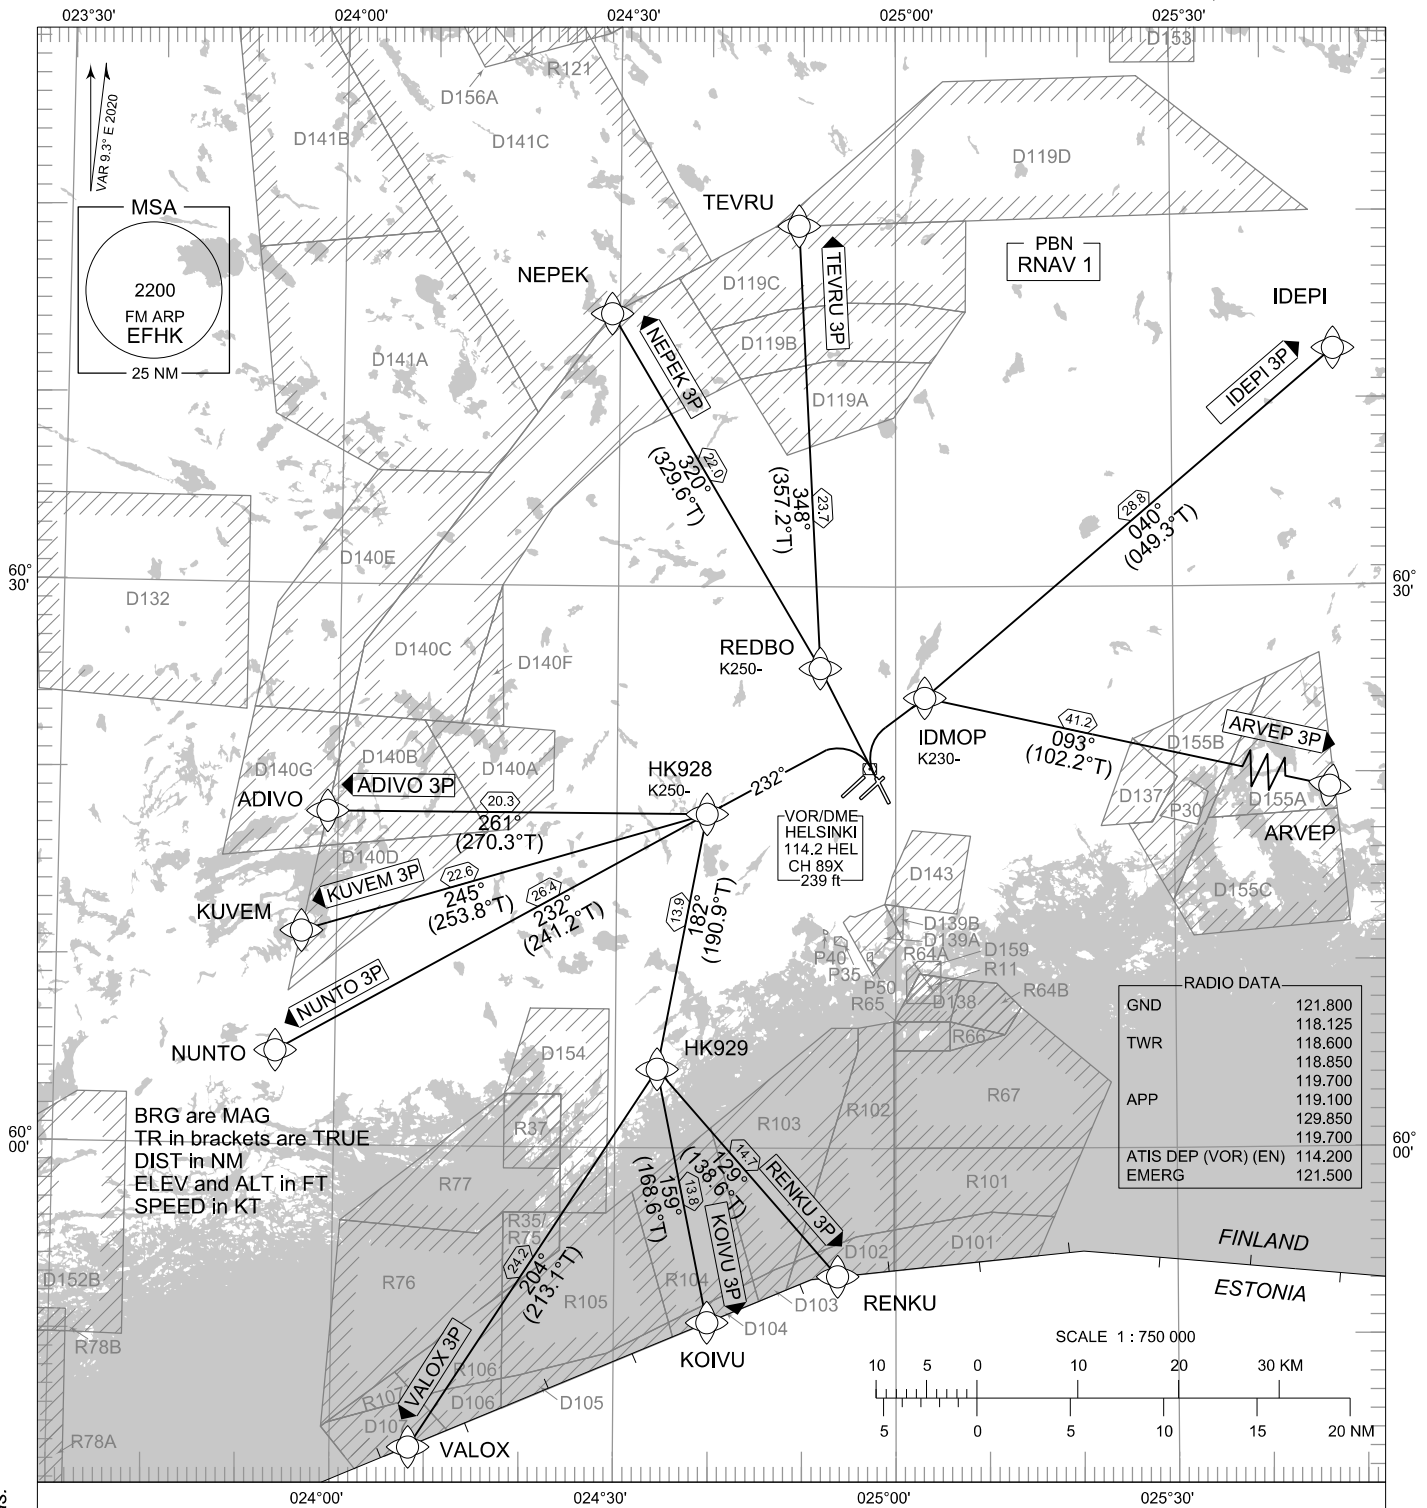 023°30'
024°00'
024°30'
025°00'
025°30'
D153
R121
D156A
VAR 9.3° E 2020
D141B
D141C
D119D
MSA
2200
FM ARP
EFHK
25 NM
TEVRU
PBN
RNAV 1
NEPEK
TEVRU 3P
D119C
IDEPI
D119B
D141A
NEPEK 3P
IDEPI 3P
D119A
22.0
320°
(329.6°T)
23.7
348°
(357.2°T)
28.8
040°
(049.3°T)
D140E
60°
30'
60°
30'
D132
D140C
D140F
REDBO
K250-
IDMOP
K230-
41.2
093°
(102.2°T)
ARVEP 3P
D155B
D140G
D140B
D140A
HK928
K250-
232°
ADIVO
ADIVO 3P
20.3
261°
(270.3°T)
D137
P30
D155A
ARVEP
VOR/DME
HELSINKI
114.2 HEL
CH 89X
239 ft
D140D
KUVEM 3P
22.6
245°
(253.8°T)
26.4
232°
(241.2°T)
13.9
182°
(190.9°T)
D143
D155C
KUVEM
D139B
D139A
R64A
D159
R11
P40
P35
P50
R65
D138
R64B
R66
NUNTO 3P
NUNTO
RADIO DATA
GND 121.800
118.125
TWR 118.600
118.850
119.700
APP 119.100
129.850
119.700
ATIS DEP (VOR) (EN) 114.200
EMERG 121.500
D154
HK929
R37
R103
R102
R67
BRG are MAG
TR in brackets are TRUE
DIST in NM
ELEV and ALT in FT
SPEED in KT
60°
00'
60°
00'
R77
14.7
129°
(138.6°T)
RENKU 3P
13.8
159°
(168.6°T)
KOIVU 3P
R101
R35/
R75
24.2
204°
(213.1°T)
D102
D101
FINLAND
ESTONIA
D152B
R76
R105
R104
D103
RENKU
D104
R78B
KOIVU
SCALE 1 : 750 000
10 5 0 10 20 30 KM
5 0 5 10 15 20 NM
VALOX 3P
R106
R107
D106
D105
D107
R78A
VALOX
024°00'
024°30'
025°00'
025°30'